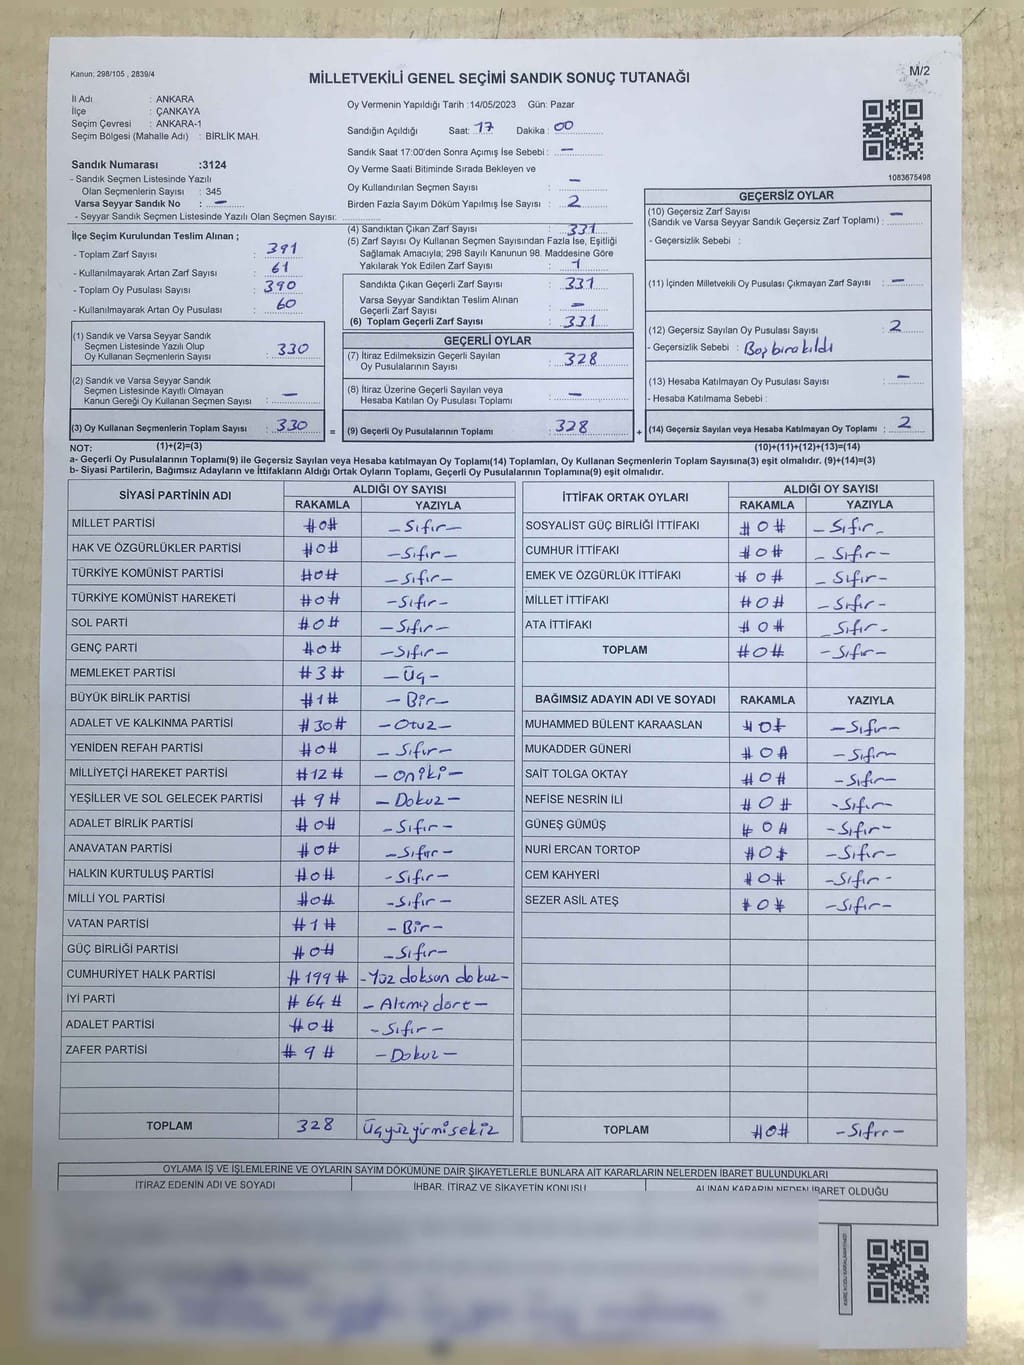 Kanun; 298/105 , 2839/4
MİLLETVEKİLİ GENEL SEÇİMİ SANDIK SONUÇ TUTANAĞI
M/2
İl Adı : ANKARA
İlçe : ÇANKAYA
Seçim Çevresi : ANKARA-1
Seçim Bölgesi (Mahalle Adı) : BİRLİK MAH.
Sandık Numarası :3124
- Sandık Seçmen Listesinde Yazılı
Olan Seçmenlerin Sayısı : 345
Varsa Seyyar Sandık No : —
- Seyyar Sandık Seçmen Listesinde Yazılı Olan Seçmen Sayısı:
Oy Vermenin Yapıldığı Tarih :14/05/2023 Gün: Pazar
Sandığın Açıldığı Saat: 17 Dakika : 00
Sandık Saat 17:00'den Sonra Açımış İse Sebebi : —
Oy Verme Saati Bitiminde Sırada Bekleyen ve
Oy Kullandırılan Seçmen Sayısı : —
Birden Fazla Sayım Döküm Yapılmış İse Sayısı : 2
1083675498
İlçe Seçim Kurulundan Teslim Alınan ;
- Toplam Zarf Sayısı : 391
- Kullanılmayarak Artan Zarf Sayısı : 61
- Toplam Oy Pusulası Sayısı : 390
- Kullanılmayarak Artan Oy Pusulası : 60
(4) Sandıktan Çıkan Zarf Sayısı : 331
(5) Zarf Sayısı Oy Kullanan Seçmen Sayısından Fazla İse, Eşitliği
Sağlamak Amacıyla; 298 Sayılı Kanunun 98. Maddesine Göre
Yakılarak Yok Edilen Zarf Sayısı :
Sandıkta Çıkan Geçerli Zarf Sayısı : 331
Varsa Seyyar Sandıktan Teslim Alınan
Geçerli Zarf Sayısı : —
(6) Toplam Geçerli Zarf Sayısı : 331
GEÇERSİZ OYLAR
(10) Geçersiz Zarf Sayısı
(Sandık ve Varsa Seyyar Sandık Geçersiz Zarf Toplamı) : —
- Geçersizlik Sebebi :
(11) İçinden Milletvekili Oy Pusulası Çıkmayan Zarf Sayısı : —
(12) Geçersiz Sayılan Oy Pusulası Sayısı : 2
- Geçersizlik Sebebi : Boş bırakıldı
(13) Hesaba Katılmayan Oy Pusulası Sayısı : —
- Hesaba Katılmama Sebebi :
(14) Geçersiz Sayılan veya Hesaba Katılmayan Oy Toplamı : 2
(1) Sandık ve Varsa Seyyar Sandık
Seçmen Listesinde Yazılı Olup
Oy Kullanan Seçmenlerin Sayısı : 330
(2) Sandık ve Varsa Seyyar Sandık
Seçmen Listesinde Kayıtlı Olmayan
Kanun Gereği Oy Kullanan Seçmen Sayısı : —
(3) Oy Kullanan Seçmenlerin Toplam Sayısı : 330
GEÇERLİ OYLAR
(7) İtiraz Edilmeksizin Geçerli Sayılan
Oy Pusulalarının Sayısı : 328
(8) İtiraz Üzerine Geçerli Sayılan veya
Hesaba Katılan Oy Pusulası Toplamı : —
= (9) Geçerli Oy Pusulalarının Toplamı : 328 +
NOT: (1)+(2)=(3) (10)+(11)+(12)+(13)=(14)
a- Geçerli Oy Pusulalarının Toplamı(9) ile Geçersiz Sayılan veya Hesaba katılmayan Oy Toplamı(14) Toplamları, Oy Kullanan Seçmenlerin Toplam Sayısına(3) eşit olmalıdır. (9)+(14)=(3)
b- Siyasi Partilerin, Bağımsız Adayların ve İttifakların Aldığı Ortak Oyların Toplamı, Geçerli Oy Pusulalarının Toplamına(9) eşit olmalıdır.
SİYASİ PARTİNİN ADI ALDIĞI OY SAYISI
RAKAMLA YAZIYLA
MİLLET PARTİSİ #0# –Sıfır–
HAK VE ÖZGÜRLÜKLER PARTİSİ #0# –Sıfır–
TÜRKİYE KOMÜNİST PARTİSİ #0# –Sıfır–
TÜRKİYE KOMÜNİST HAREKETİ #0# –Sıfır–
SOL PARTİ #0# –Sıfır–
GENÇ PARTİ #0# –Sıfır–
MEMLEKET PARTİSİ #3# –Üç–
BÜYÜK BİRLİK PARTİSİ #1# –Bir–
ADALET VE KALKINMA PARTİSİ #30# –Otuz–
YENİDEN REFAH PARTİSİ #0# –Sıfır–
MİLLİYETÇİ HAREKET PARTİSİ #12# –oniki–
YEŞİLLER VE SOL GELECEK PARTİSİ #9# –Dokuz–
ADALET BİRLİK PARTİSİ #0# –Sıfır–
ANAVATAN PARTİSİ #0# –Sıfır–
HALKIN KURTULUŞ PARTİSİ #0# –Sıfır–
MİLLİ YOL PARTİSİ #0# –Sıfır–
VATAN PARTİSİ #1# –Bir–
GÜÇ BİRLİĞİ PARTİSİ #0# –Sıfır–
CUMHURİYET HALK PARTİSİ #199# –Yüz doksan dokuz–
İYİ PARTİ #64# –Altmış dört–
ADALET PARTİSİ #0# –Sıfır–
ZAFER PARTİSİ #9# –Dokuz–
TOPLAM 328 Üçyüzyirmisekiz
İTTİFAK ORTAK OYLARI ALDIĞI OY SAYISI
RAKAMLA YAZIYLA
SOSYALİST GÜÇ BİRLİĞİ İTTİFAKI #0# –Sıfır–
CUMHUR İTTİFAKI #0# –Sıfır–
EMEK VE ÖZGÜRLÜK İTTİFAKI #0# –Sıfır–
MİLLET İTTİFAKI #0# –Sıfır–
ATA İTTİFAKI #0# –Sıfır–
TOPLAM #0# –Sıfır–
BAĞIMSIZ ADAYIN ADI VE SOYADI RAKAMLA YAZIYLA
MUHAMMED BÜLENT KARAASLAN #0# –Sıfır–
MUKADDER GÜNERİ #0# –Sıfır–
SAİT TOLGA OKTAY #0# –Sıfır–
NEFİSE NESRİN İLİ #0# –Sıfır–
GÜNEŞ GÜMÜŞ #0# –Sıfır–
NURİ ERCAN TORTOP #0# –Sıfır–
CEM KAHYERİ #0# –Sıfır–
SEZER ASİL ATEŞ #0# –Sıfır–
TOPLAM #0# –Sıfır–
OYLAMA İŞ VE İŞLEMLERİNE VE OYLARIN SAYIM DÖKÜMÜNE DAİR ŞİKAYETLERLE BUNLARA AİT KARARLARIN NELERDEN İBARET BULUNDUKLARI
İTİRAZ EDENİN ADI VE SOYADI İHBAR, İTİRAZ VE ŞİKAYETİN KONUSU ALINAN KARARIN NEDEN İBARET OLDUĞU